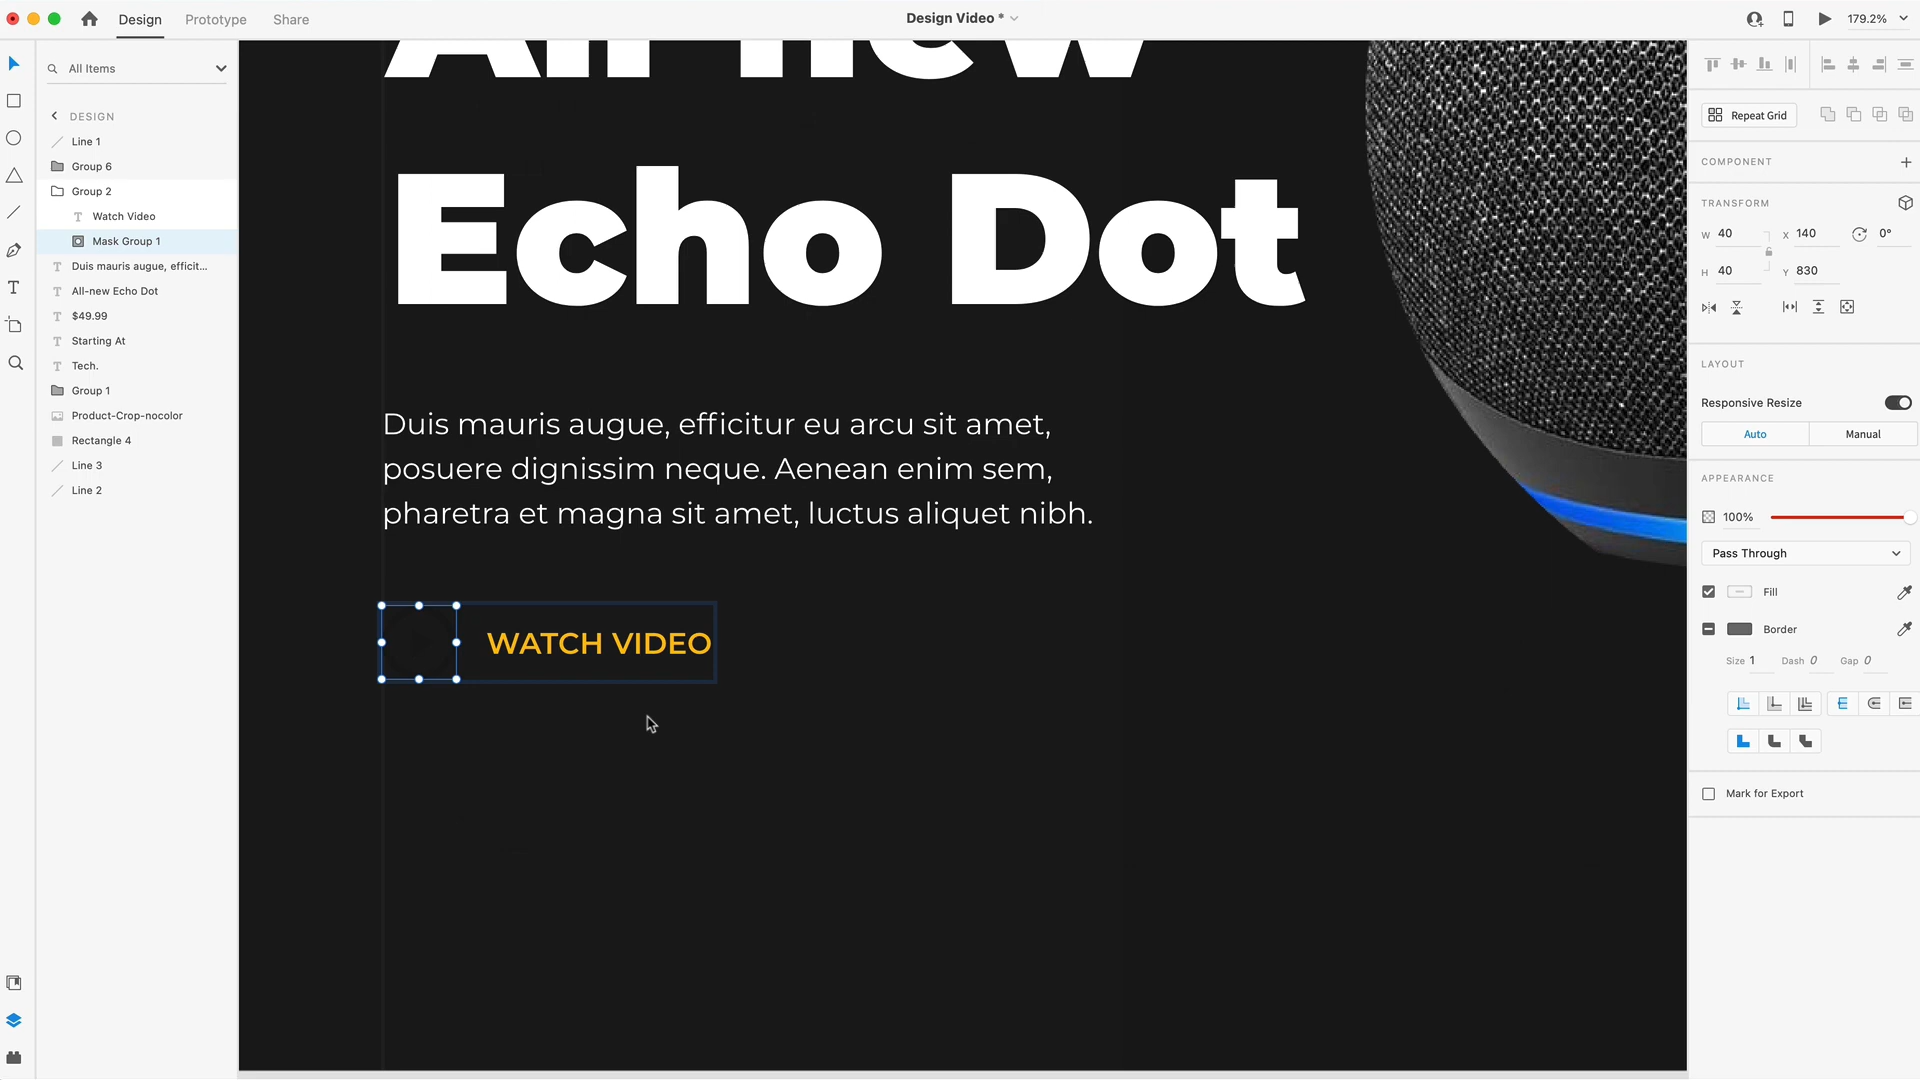 Design
Prototype
Share
Design Video *
179.2%
All Items
DESIGN
Line 1
Group 6
Group 2
Watch Video
Mask Group 1
Duis mauris augue, efficit...
All-new Echo Dot
$49.99
Starting At
Tech.
Group 1
Product-Crop-nocolor
Rectangle 4
Line 3
Line 2
All-new
Echo Dot
Duis mauris augue, efficitur eu arcu sit amet,
posuere dignissim neque. Aenean enim sem,
pharetra et magna sit amet, luctus aliquet nibh.
WATCH VIDEO
Repeat Grid
COMPONENT
TRANSFORM
W 40 X 140 0°
H 40 Y 830
LAYOUT
Responsive Resize
Auto Manual
APPEARANCE
100%
Pass Through
Fill
Border
Size 1 Dash 0 Gap 0
Mark for Export